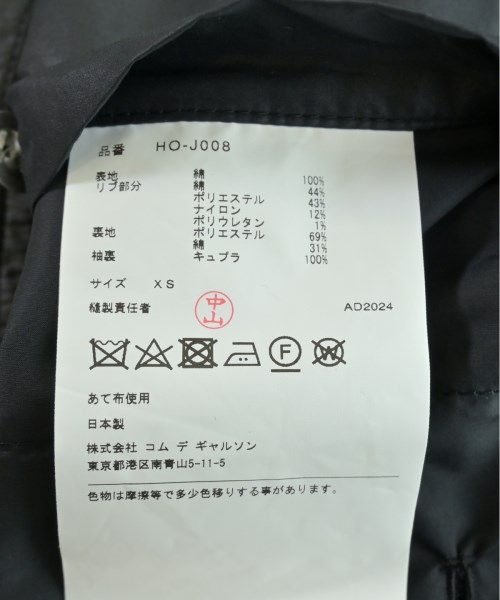 品番 HO-J008
表地 綿 100%
リブ部分 綿 44%
ポリエステル 43%
ナイロン 12%
ポリウレタン 1%
裏地 ポリエステル 69%
綿 31%
袖裏 キュプラ 100%
サイズ XS
縫製責任者 中山 AD2024
F W
あて布使用
日本製
株式会社 コム デ ギャルソン
東京都港区南青山5-11-5
色物は摩擦等で多少色移りする事があります。